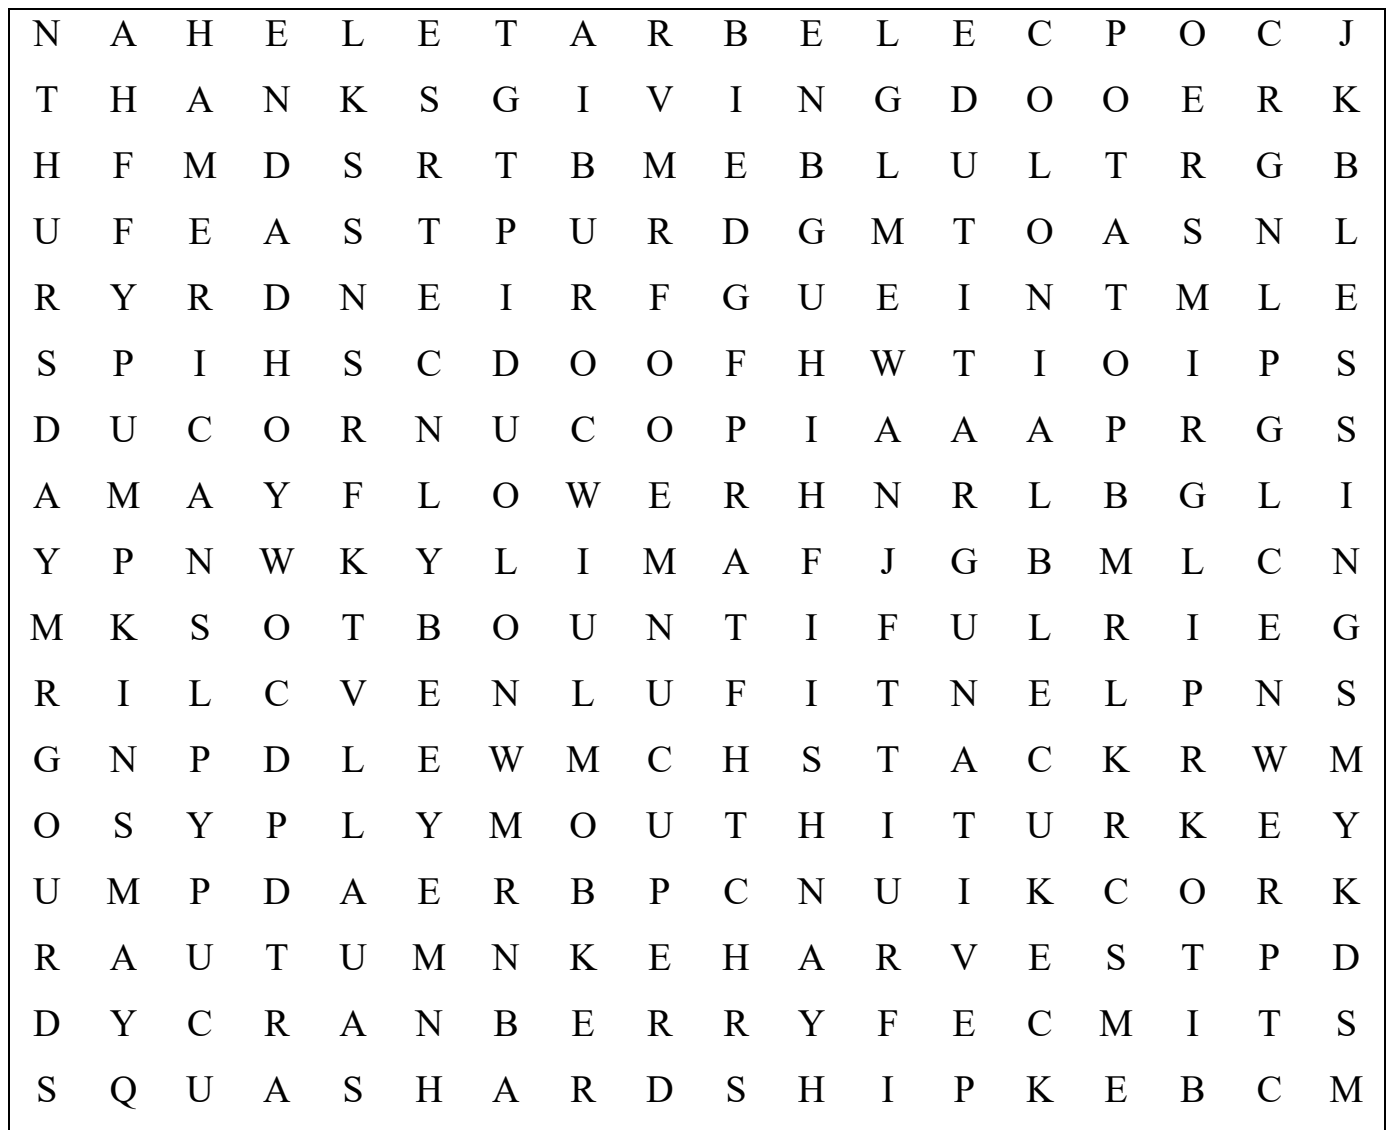 N A H E L E T A R B E L E C P O C J
T H A N K S G I V I N G D O O E R K
H F M D S R T B M E B L U L T R G B
U F E A S T P U R D G M T O A S N L
R Y R D N E I R F G U E I N T M L E
S P I H S C D O O F H W T I O I P S
D U C O R N U C O P I A A A P R G S
A M A Y F L O W E R H N R L B G L I
Y P N W K Y L I M A F J G B M L C N
M K S O T B O U N T I F U L R I E G
R I L C V E N L U F I T N E L P N S
G N P D L E W M C H S T A C K R W M
O S Y P L Y M O U T H I T U R K E Y
U M P D A E R B P C N U I K C O R K
R A U T U M N K E H A R V E S T P D
D Y C R A N B E R R Y F E C M I T S
S Q U A S H A R D S H I P K E B C M